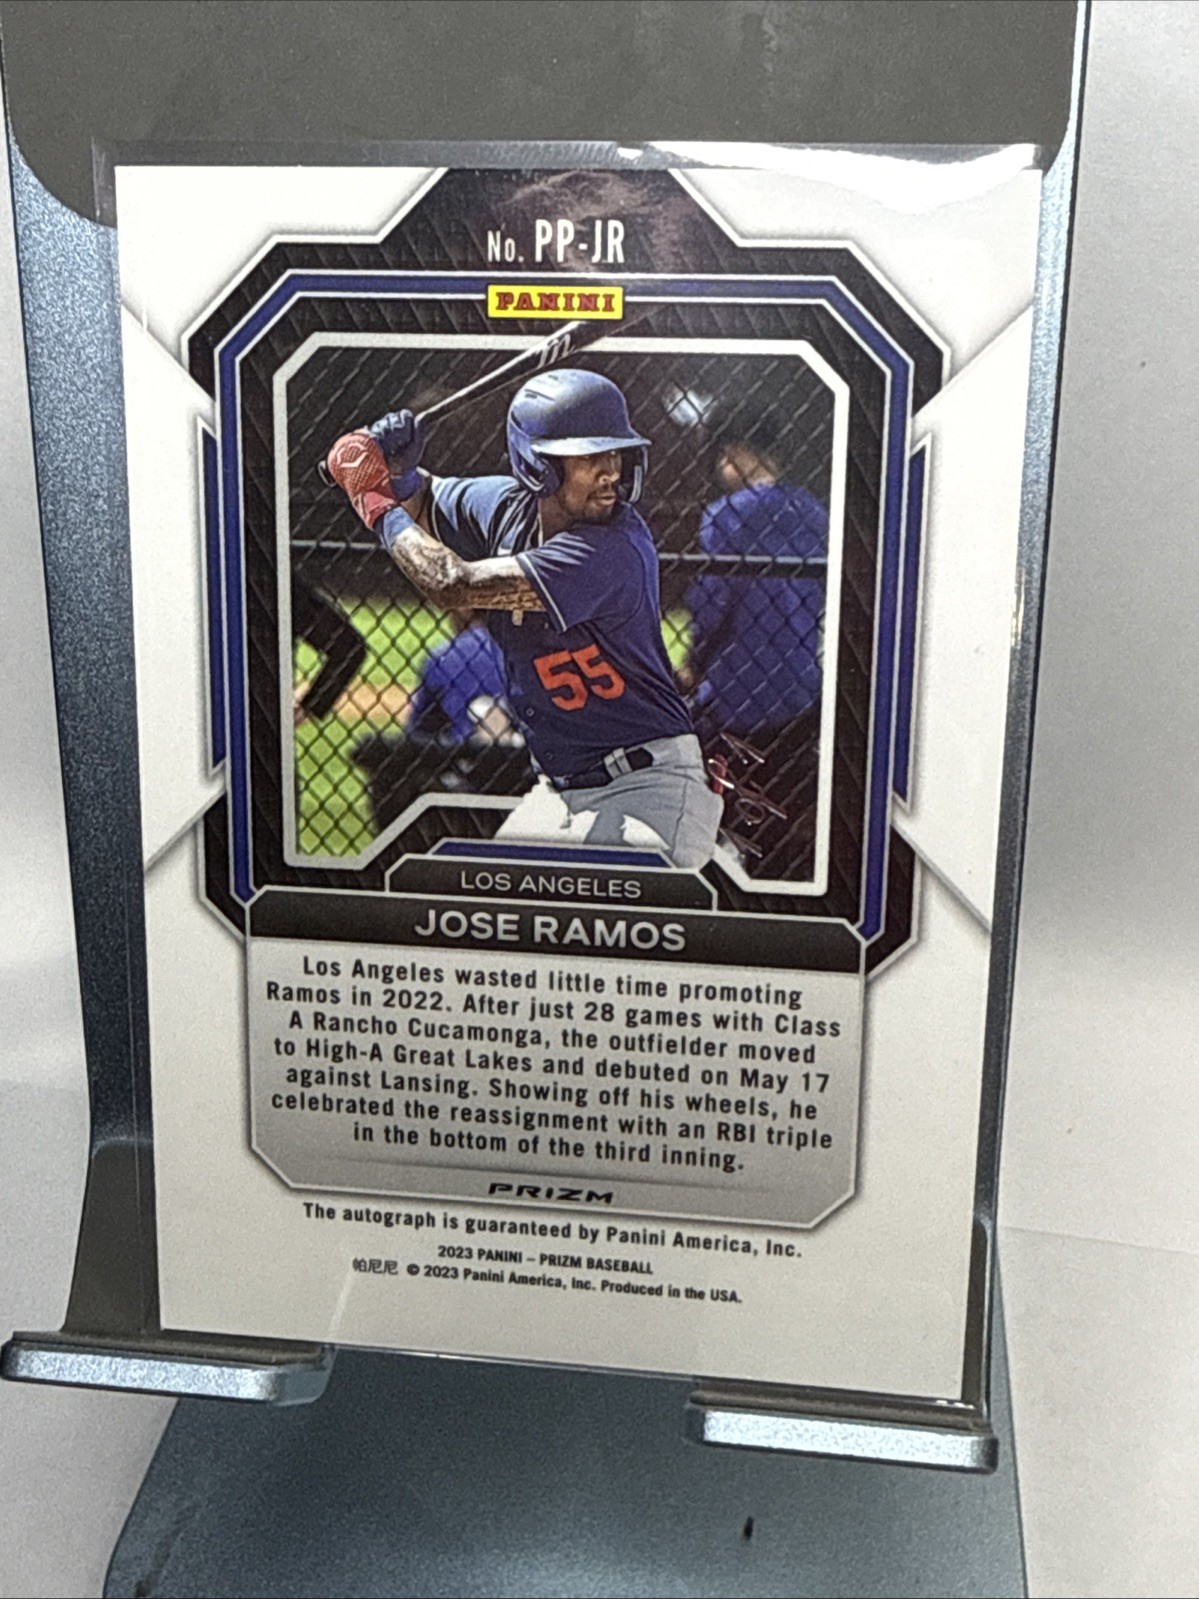 No. PP-JR
PANINI
55
LOS ANGELES
JOSE RAMOS
Los Angeles wasted little time promoting
Ramos in 2022. After just 28 games with Class
A Rancho Cucamonga, the outfielder moved
to High-A Great Lakes and debuted on May 17
against Lansing. Showing off his wheels, he
celebrated the reassignment with an RBI triple
in the bottom of the third inning.
PRIZM
The autograph is guaranteed by Panini America, Inc.
2023 PANINI – PRIZM BASEBALL
帕尼尼 © 2023 Panini America, Inc. Produced in the USA.